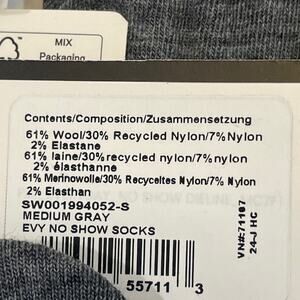 MIX
Packaging
Contents/Composition/Zusammensetzung
61% Wool/30% Recycled Nylon/7% Nylon
2% Elastane
61% laine/30% recycled nylon/7% nylon
2% élasthanne
61% Merinowolle/30% Recyceltes Nylon/7% Nylon
2% Elasthan
SW001994052-S
MEDIUM GRAY
EVY NO SHOW SOCKS
55711 3
VN#:71107
24-3 HC